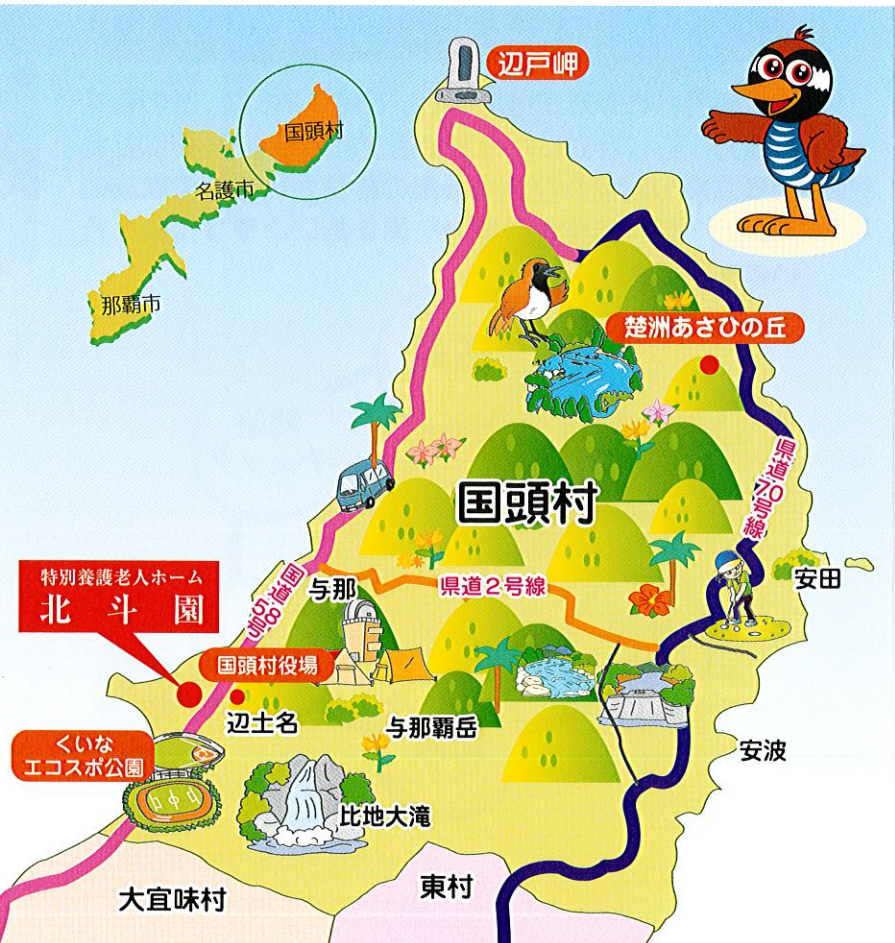 辺戸岬
国頭村
名護市
那覇市
楚洲あさひの丘
国頭村
県道70号線
特別養護老人ホーム
北斗園
国道58号
与那
県道2号線
安田
国頭村役場
辺土名
与那覇岳
くいな
エコスポ公園
安波
比地大滝
大宜味村
東村